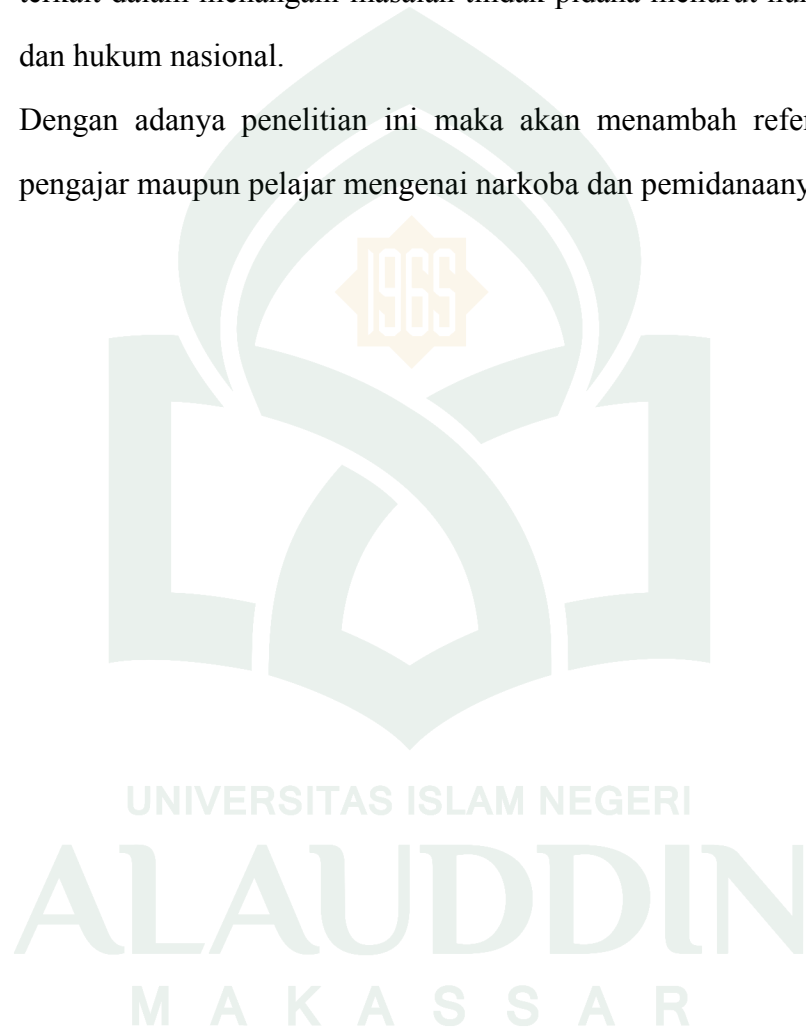 terkait dalam menangani masalah tindak pidana menurut
dan hukum nasional.
Dengan adanya penelitian ini maka akan menambah
pengajar maupun pelajar mengenai narkoba dan
1965
UNIVERSITAS ISLAM NEGERI
ALAUDDIN
MAKASSAR